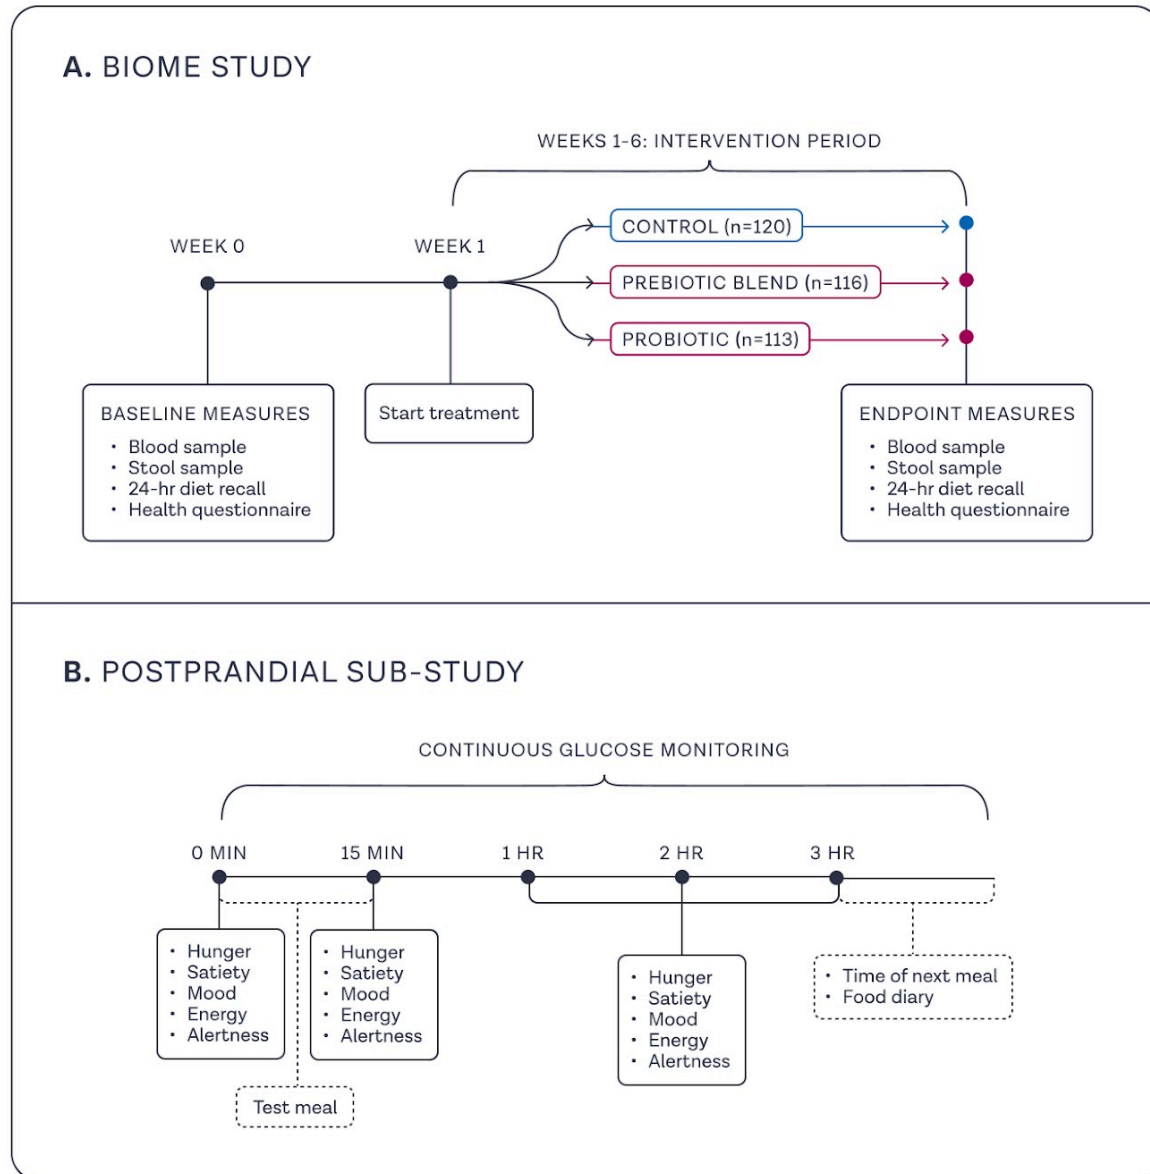 A. BIOME STUDY
WEEKS 1-6: INTERVENTION PERIOD
WEEK 0
WEEK 1
CONTROL (n=120)
PREBIOTIC BLEND (n=116)
PROBIOTIC (n=113)
BASELINE MEASURES
• Blood sample
• Stool sample
• 24-hr diet recall
• Health questionnaire
Start treatment
ENDPOINT MEASURES
• Blood sample
• Stool sample
• 24-hr diet recall
• Health questionnaire
B. POSTPRANDIAL SUB-STUDY
CONTINUOUS GLUCOSE MONITORING
0 MIN
15 MIN
1 HR
2 HR
3 HR
• Hunger
• Satiety
• Mood
• Energy
• Alertness
• Hunger
• Satiety
• Mood
• Energy
• Alertness
• Hunger
• Satiety
• Mood
• Energy
• Alertness
• Time of next meal
• Food diary
Test meal